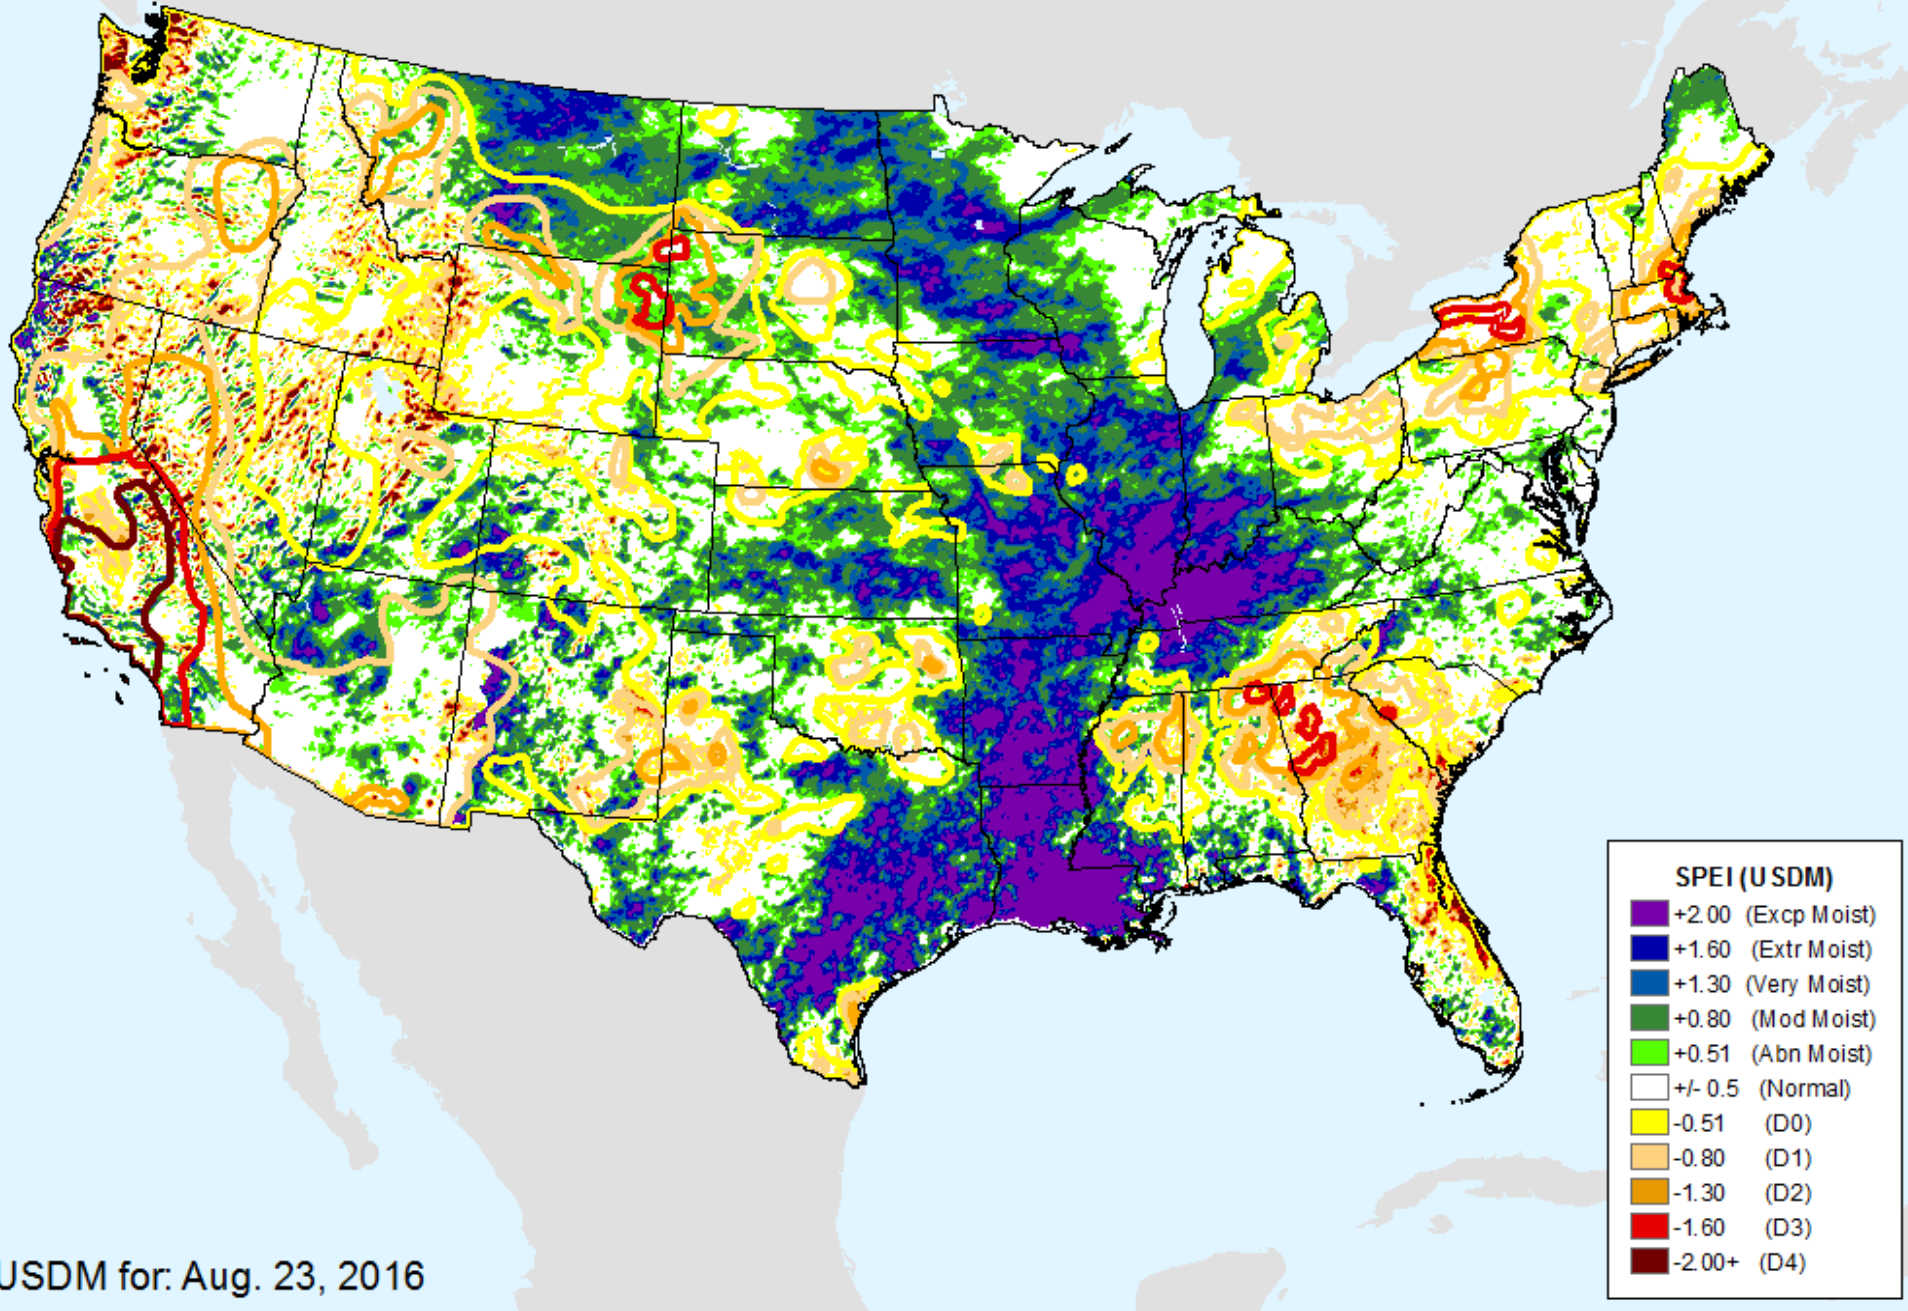 SPEI (USDM)
+2.00 (Excp Moist)
+1.60 (Extr Moist)
+1.30 (Very Moist)
+0.80 (Mod Moist)
+0.51 (Abn Moist)
+/- 0.5 (Normal)
-0.51 (D0)
-0.80 (D1)
-1.30 (D2)
-1.60 (D3)
-2.00+ (D4)
USDM for: Aug. 23, 2016